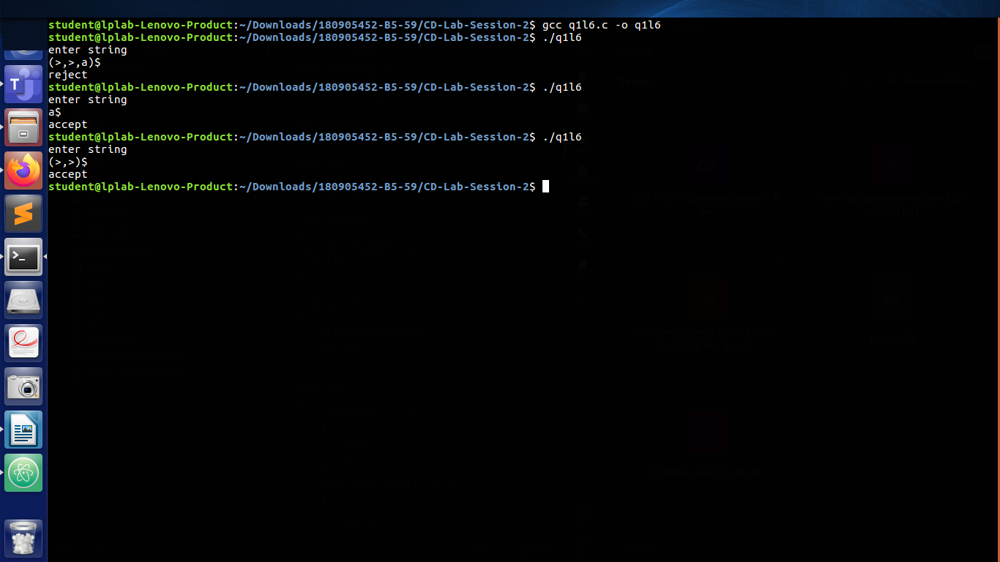 student@lplab-Lenovo-Product:~/Downloads/180905452-B5-59/CD-Lab-Session-2$ gcc q1l6.c -o q1l6
student@lplab-Lenovo-Product:~/Downloads/180905452-B5-59/CD-Lab-Session-2$ ./q1l6
enter string
(>,>,a)$
reject
student@lplab-Lenovo-Product:~/Downloads/180905452-B5-59/CD-Lab-Session-2$ ./q1l6
enter string
a$
accept
student@lplab-Lenovo-Product:~/Downloads/180905452-B5-59/CD-Lab-Session-2$ ./q1l6
enter string
(>,>)$
accept
student@lplab-Lenovo-Product:~/Downloads/180905452-B5-59/CD-Lab-Session-2$